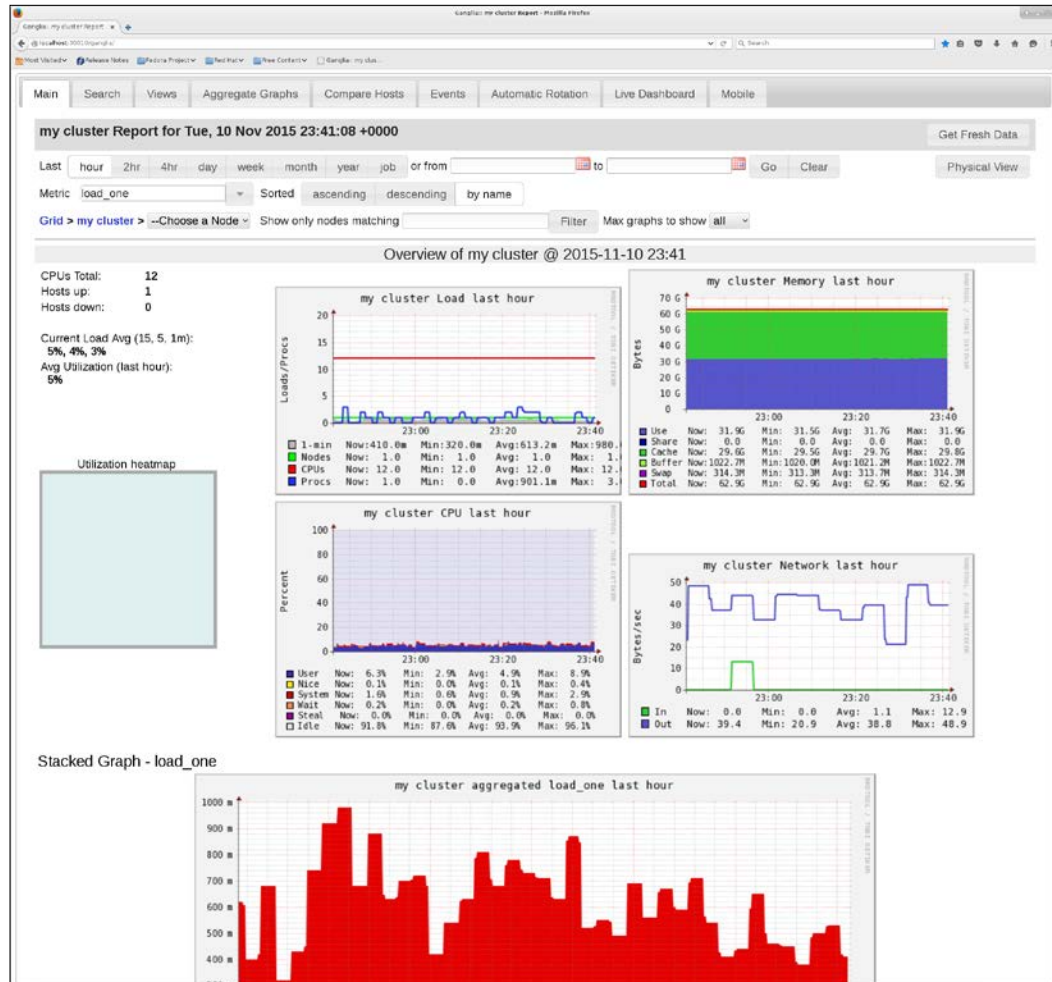 Ganglia: my cluster Report - Mozilla Firefox
Ganglia: my cluster Report
Search
Most Visited Release Notes Fedora Project Red Hat Free Content Ganglia: my clus...
Main Search Views Aggregate Graphs Compare Hosts Events Automatic Rotation Live Dashboard Mobile
my cluster Report for Tue, 10 Nov 2015 23:41:08 +0000
Get Fresh Data
Last hour 2hr 4hr day week month year job or from to Go Clear
Physical View
Metric load_one Sorted ascending descending by name
Grid > my cluster > --Choose a Node Show only nodes matching Filter Max graphs to show all
Overview of my cluster @ 2015-11-10 23:41
CPUs Total: 12
Hosts up: 1
Hosts down: 0
Current Load Avg (15, 5, 1m):
5%, 4%, 3%
Avg Utilization (last hour):
5%
Utilization heatmap
my cluster Load last hour
Loads/Procs
20
15
10
5
0
23:00 23:20 23:40
1-min Now:410.0m Min:320.0m Avg:613.2m Max:980.
Nodes Now: 1.0 Min: 1.0 Avg: 1.0 Max: 1.
CPUs Now: 12.0 Min: 12.0 Avg: 12.0 Max: 12.
Procs Now: 1.0 Min: 0.0 Avg:901.1m Max: 3.
my cluster Memory last hour
Bytes
70 G
60 G
50 G
40 G
30 G
20 G
10 G
0
23:00 23:20 23:40
Use Now: 31.9G Min: 31.5G Avg: 31.7G Max: 31.9G
Share Now: 0.0 Min: 0.0 Avg: 0.0 Max: 0.0
Cache Now: 29.6G Min: 29.5G Avg: 29.7G Max: 29.8G
Buffer Now:1022.7M Min:1020.0M Avg:1021.2M Max:1022.7M
Swap Now: 314.3M Min: 313.3M Avg: 313.7M Max: 314.3M
Total Now: 62.9G Min: 62.9G Avg: 62.9G Max: 62.9G
my cluster CPU last hour
Percent
100
80
60
40
20
0
23:00 23:20 23:40
User Now: 6.3% Min: 2.9% Avg: 4.9% Max: 8.9%
Nice Now: 0.1% Min: 0.0% Avg: 0.1% Max: 0.4%
System Now: 1.6% Min: 0.6% Avg: 0.9% Max: 2.9%
Wait Now: 0.2% Min: 0.0% Avg: 0.2% Max: 0.8%
Steal Now: 0.0% Min: 0.0% Avg: 0.0% Max: 0.0%
Idle Now: 91.8% Min: 87.6% Avg: 93.9% Max: 96.1%
my cluster Network last hour
Bytes/sec
50
40
30
20
10
0
23:00 23:20 23:40
In Now: 0.0 Min: 0.0 Avg: 1.1 Max: 12.9
Out Now: 39.4 Min: 20.9 Avg: 38.8 Max: 48.9
Stacked Graph - load_one
my cluster aggregated load_one last hour
1000 m
900 m
800 m
700 m
600 m
500 m
400 m